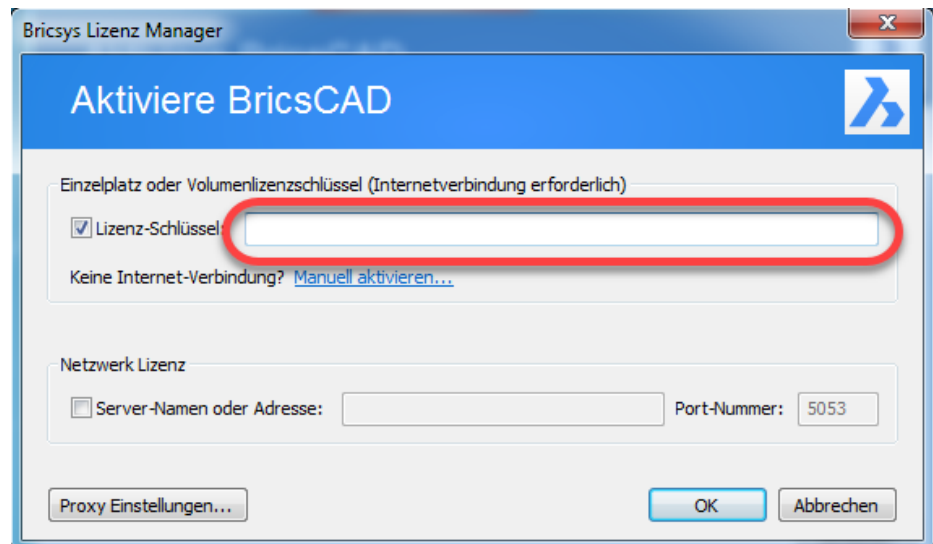 Bricsys Lizenz Manager
Aktiviere BricsCAD
Einzelplatz oder Volumenlizenzschlüssel (Internetverbindung erforderlich)
Lizenz-Schlüssel:
Keine Internet-Verbindung? Manuell aktivieren...
Netzwerk Lizenz
Server-Namen oder Adresse: Port-Nummer: 5053
Proxy Einstellungen... OK Abbrechen